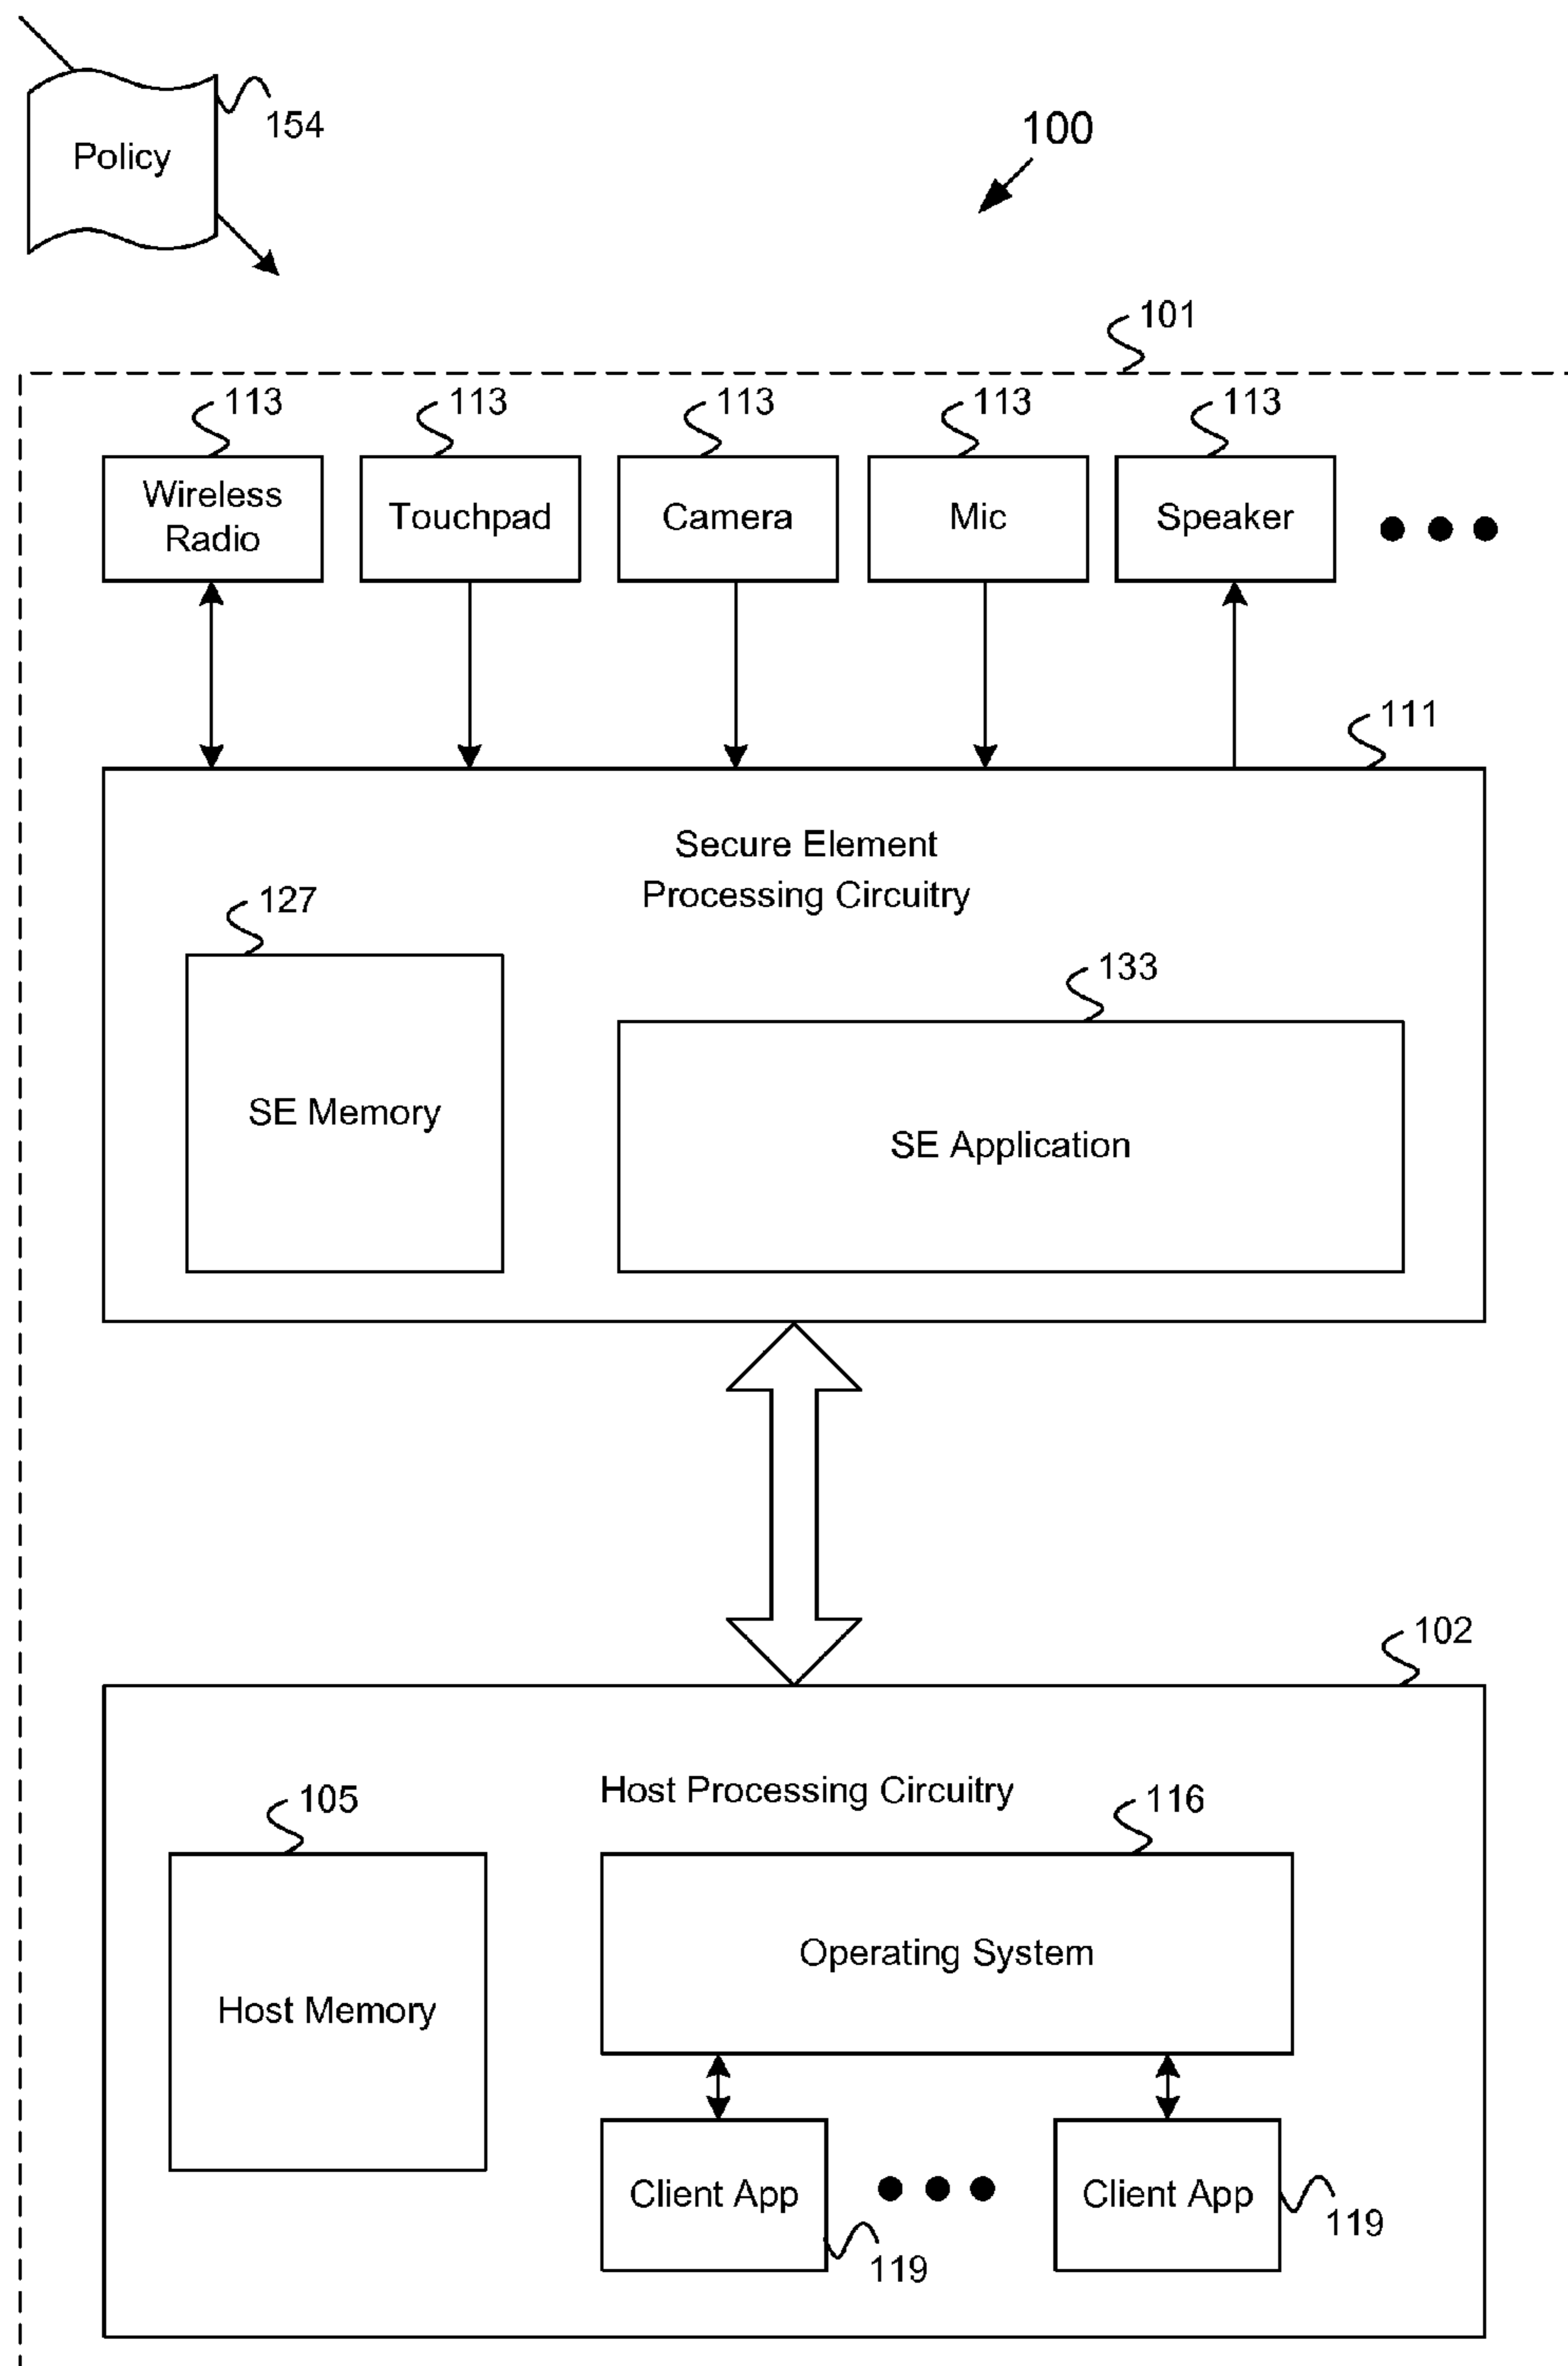 154
Policy
100
101
113
113
113
113
113
Wireless
Radio
Touchpad
Camera
Mic
Speaker
111
Secure Element
Processing Circuitry
127
133
SE Memory
SE Application
102
Host Processing Circuitry
105
116
Operating System
Host Memory
Client App
Client App
119
119